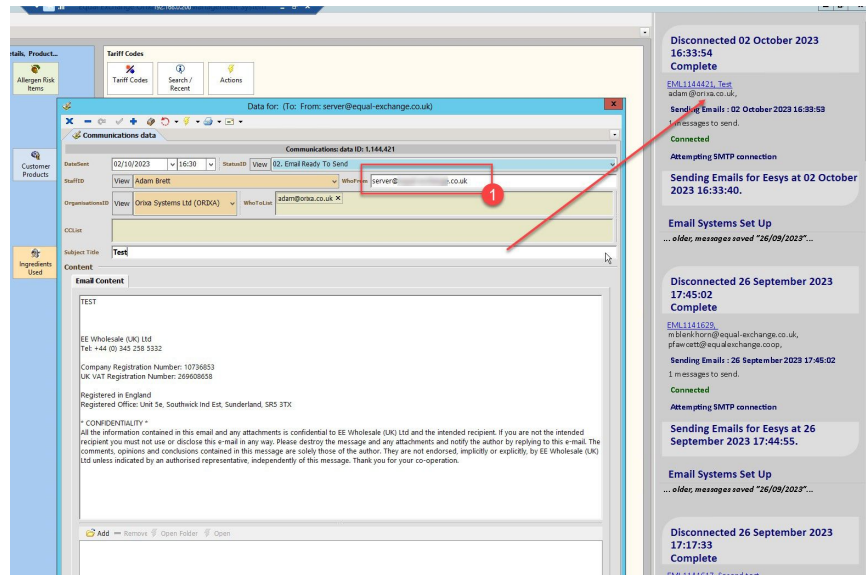 192.168.0.200
etails, Product...
Allergen Risk
Items
Customer
Products
Ingredients
Used
Tariff Codes
Tariff Codes
Search /
Recent
Actions
Data for: (To: From: server@equal-exchange.co.uk)
Communications data
Communications: data ID: 1,144,421
DateSent
02/10/2023
16:30
StatusID
View
02. Email Ready To Send
StaffID
View
Adam Brett
WhoFrom
server@
.co.uk
1
OrganisationsID
View
Orixa Systems Ltd (ORIXA)
WhoToList
adam@orixa.co.uk
CCList
Subject Title
Test
Content
Email Content
TEST
EE Wholesale (UK) Ltd
Tel: +44 (0) 345 258 5332
Company Registration Number: 10736853
UK VAT Registration Number: 269608658
Registered in England
Registered Office: Unit 5e, Southwick Ind Est, Sunderland, SR5 3TX
* CONFIDENTIALITY *
All the information contained in this email and any attachments is confidential to EE Wholesale (UK) Ltd and the intended recipient. If you are not the intended
recipient you must not use or disclose this e-mail in any way. Please destroy the message and any attachments and notify the author by replying to this e-mail. The
comments, opinions and conclusions contained in this message are solely those of the author. They are not endorsed, implicitly or explicitly, by EE Wholesale (UK)
Ltd unless indicated by an authorised representative, independently of this message. Thank you for your co-operation.
Add
Remove
Open Folder
Open
Disconnected 02 October 2023
16:33:54
Complete
EML1144421, Test
adam@orixa.co.uk,
Sending Emails : 02 October 2023 16:33:53
1 messages to send.
Connected
Attempting SMTP connection
Sending Emails for Eesys at 02 October
2023 16:33:40.
Email Systems Set Up
... older, messages saved "26/09/2023"...
Disconnected 26 September 2023
17:45:02
Complete
EML1141629,
mblenkhorn@equal-exchange.co.uk,
pfawcett@equalexchange.coop,
Sending Emails : 26 September 2023 17:45:02
1 messages to send.
Connected
Attempting SMTP connection
Sending Emails for Eesys at 26
September 2023 17:44:55.
Email Systems Set Up
... older, messages saved "26/09/2023"...
Disconnected 26 September 2023
17:17:33
Complete